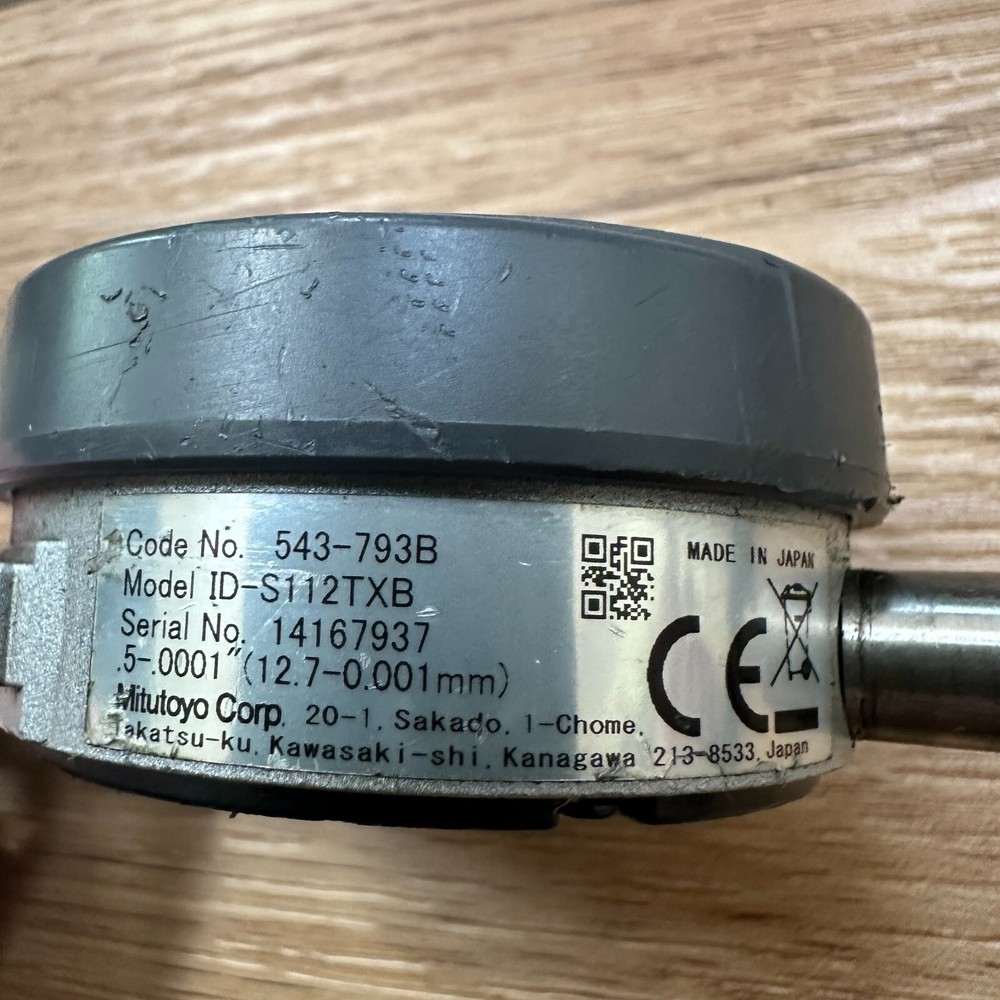 Code No. 543-793B
Model ID-S112TXB
Serial No. 14167937
.5-.0001" (12.7-0.001mm)
Mitutoyo Corp. 20-1, Sakado, 1-Chome,
Takatsu-ku, Kawasaki-shi, Kanagawa 213-8533, Japan
MADE IN JAPAN
CE